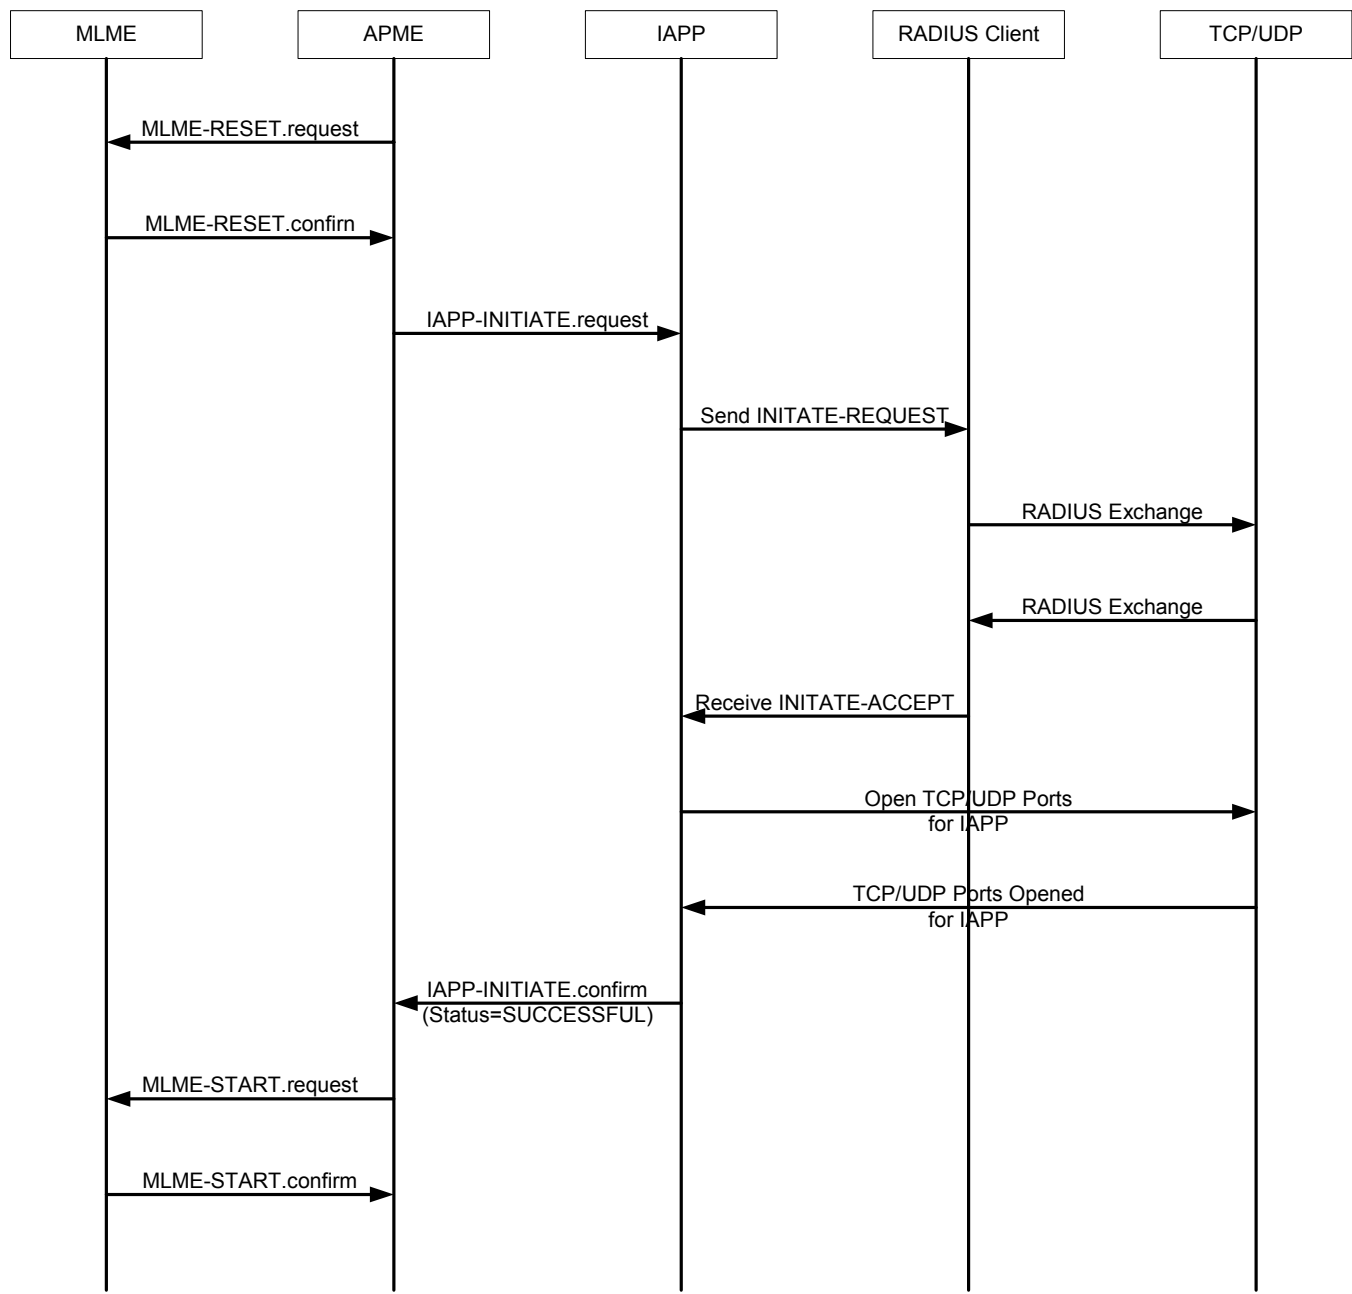 MLME
APME
IAPP
RADIUS Client
TCP/UDP
MLME-RESET.request
MLME-RESET.confirn
IAPP-INITIATE.request
Send INITATE-REQUEST
RADIUS Exchange
RADIUS Exchange
Receive INITATE-ACCEPT
Open TCP/UDP Ports
for IAPP
TCP/UDP Ports Opened
for IAPP
IAPP-INITIATE.confirm
(Status=SUCCESSFUL)
MLME-START.request
MLME-START.confirm